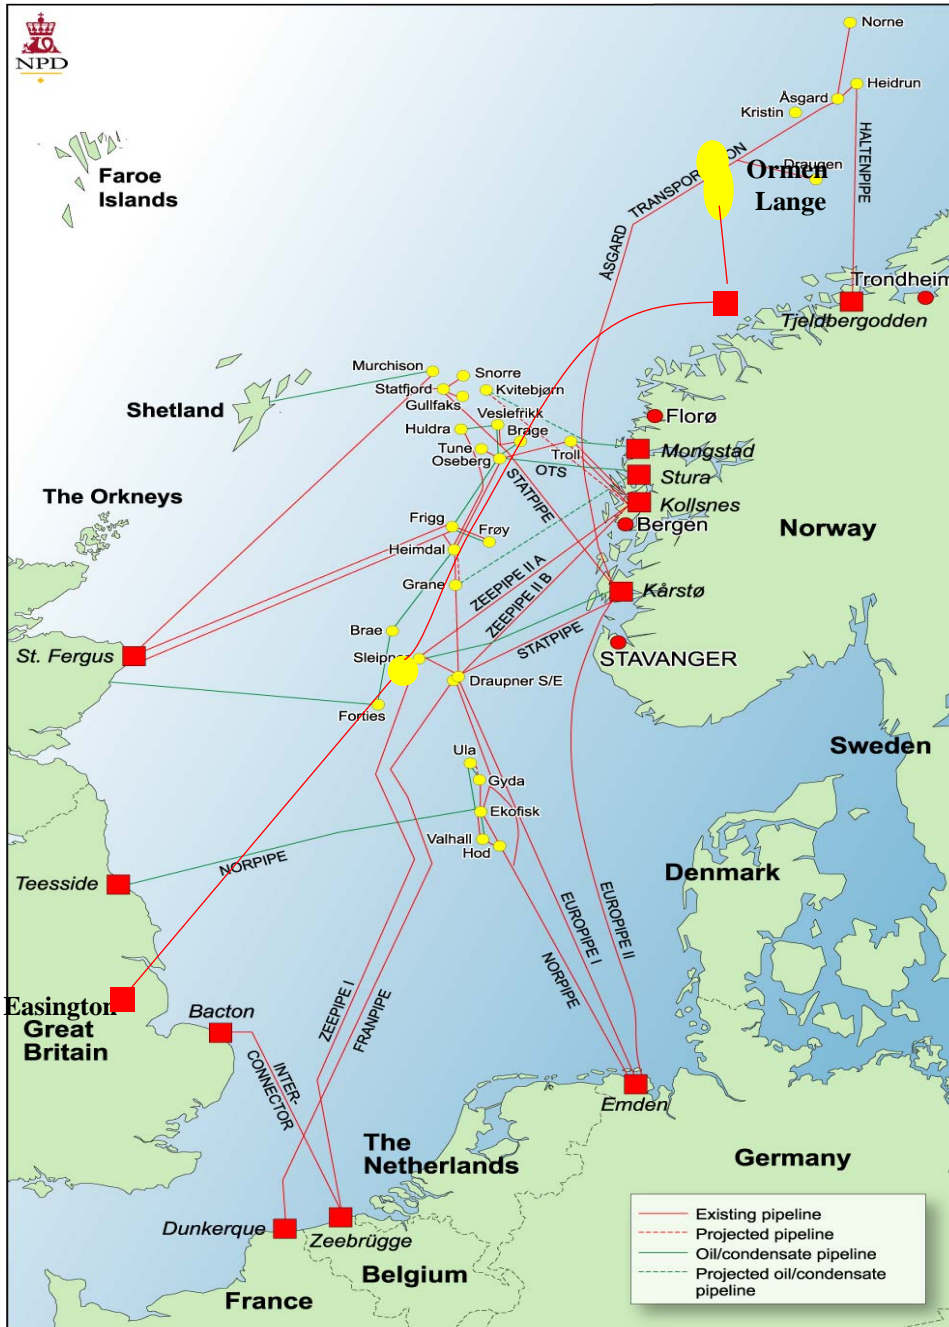 NPD
Norne
Heidrun
Åsgard
Kristin
HALTENPIPE
Faroe
Islands
ÅSGARD
TRANSPORTATION
Draugen
Ormen
Lange
Trondheim
Tjeldbergodden
Murchison
Snorre
Statfjord
Kvitebjørn
Gullfaks
Shetland
Veslefrikk
Huldra
Brage
Tune
Oseberg
Troll
OTS
STATPIPE
Florø
Mongstad
Stura
Kollsnes
Bergen
Norway
The Orkneys
Frigg
Frøy
Heimdal
Grane
ZEEPIPE II A
ZEEPIPE II B
Kårstø
Brae
STATPIPE
STAVANGER
St. Fergus
Sleipner
Draupner S/E
Forties
Sweden
Ula
Gyda
Ekofisk
Valhall
Hod
NORPIPE
Teesside
Denmark
EUROPIPE I
EUROPIPE II
NORPIPE
Easington
Great
Britain
Bacton
ZEEPIPE I
FRANPIPE
INTER-
CONNECTOR
Emden
The
Netherlands
Germany
Dunkerque
Zeebrügge
Belgium
France
Existing pipeline
Projected pipeline
Oil/condensate pipeline
Projected oil/condensate
pipeline